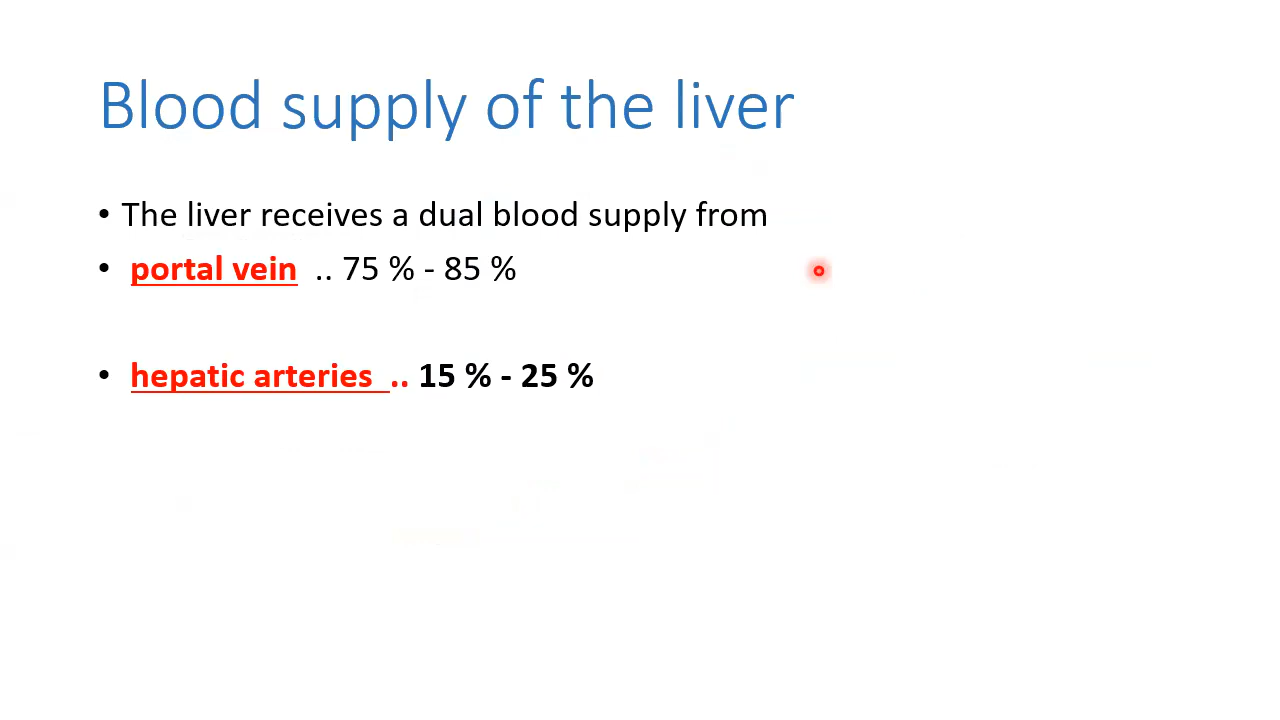 Blood supply of the liver
• The liver receives a dual blood supply from
• portal vein .. 75 % - 85 %
• hepatic arteries .. 15 % - 25 %